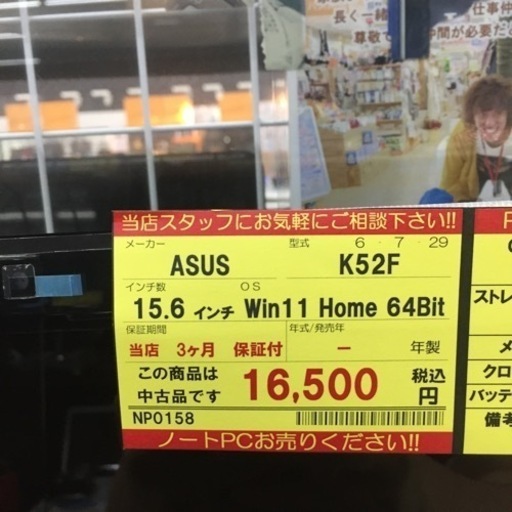 長く一緒に
仕事仲
当店スタッフにお気軽にご相談下さい!!
メーカー
ASUS
型式
6・7・29
K52F
インチ数
15.6 インチ
OS
Win11 Home 64Bit
保証期間
当店 3ヶ月 保証付
年式/発売年
ー 年製
この商品は
中古品です
16,500
税込
円
NP0158
ノートPCお売りください!!
ストレ
メ
クロ
バッテ
備考